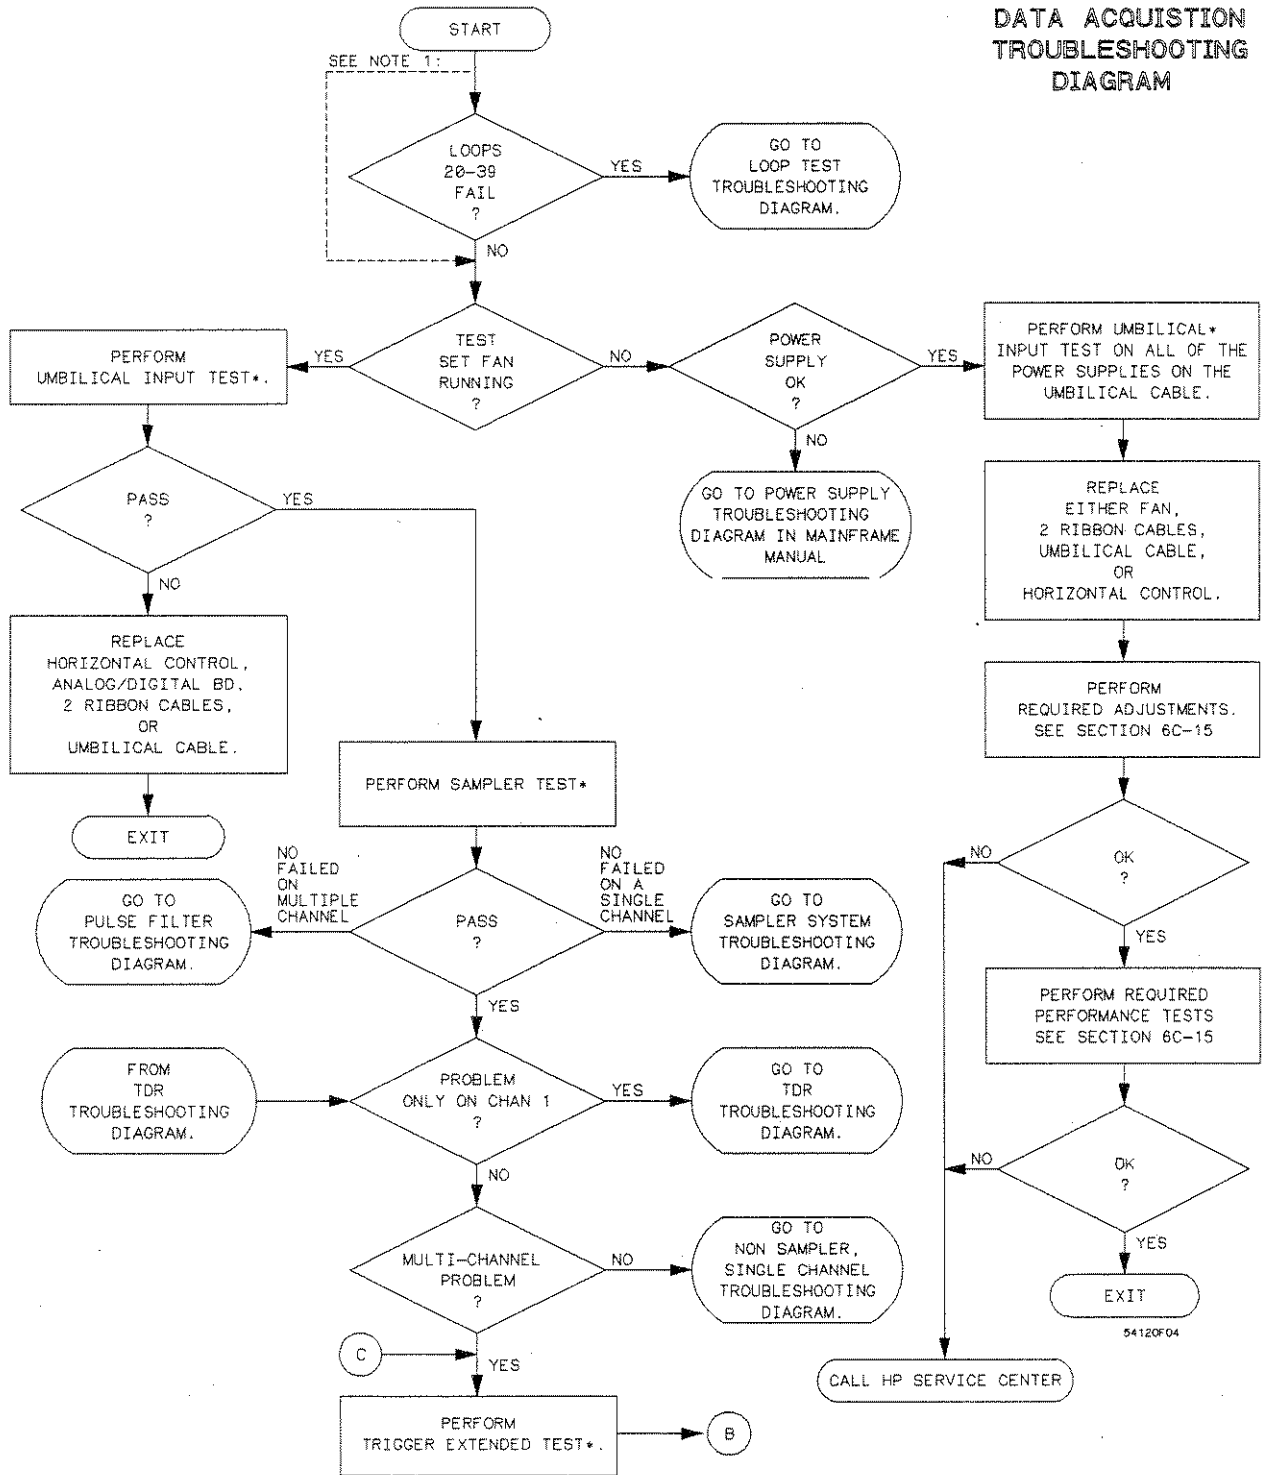 DATA ACQUISTION
TROUBLESHOOTING
DIAGRAM
START
SEE NOTE 1:
LOOPS
20-39
FAIL
?
YES
GO TO
LOOP TEST
TROUBLESHOOTING
DIAGRAM.
NO
TEST
SET FAN
RUNNING
?
YES
NO
PERFORM
UMBILICAL INPUT TEST*.
POWER
SUPPLY
OK
?
YES
NO
PERFORM UMBILICAL*
INPUT TEST ON ALL OF THE
POWER SUPPLIES ON THE
UMBILICAL CABLE.
PASS
?
YES
NO
GO TO POWER SUPPLY
TROUBLESHOOTING
DIAGRAM IN MAINFRAME
MANUAL
REPLACE
EITHER FAN,
2 RIBBON CABLES,
UMBILICAL CABLE,
OR
HORIZONTAL CONTROL.
REPLACE
HORIZONTAL CONTROL,
ANALOG/DIGITAL BD,
2 RIBBON CABLES,
OR
UMBILICAL CABLE.
PERFORM
REQUIRED ADJUSTMENTS.
SEE SECTION 6C-15
EXIT
PERFORM SAMPLER TEST*
NO
FAILED
ON
MULTIPLE
CHANNEL
NO
FAILED
ON A
SINGLE
CHANNEL
NO
OK
?
YES
GO TO
PULSE FILTER
TROUBLESHOOTING
DIAGRAM.
PASS
?
YES
GO TO
SAMPLER SYSTEM
TROUBLESHOOTING
DIAGRAM.
PERFORM REQUIRED
PERFORMANCE TESTS
SEE SECTION 6C-15
FROM
TDR
TROUBLESHOOTING
DIAGRAM.
PROBLEM
ONLY ON CHAN 1
?
YES
NO
GO TO
TDR
TROUBLESHOOTING
DIAGRAM.
NO
OK
?
YES
MULTI-CHANNEL
PROBLEM
?
NO
GO TO
NON SAMPLER,
SINGLE CHANNEL
TROUBLESHOOTING
DIAGRAM.
EXIT
54120F04
C
YES
CALL HP SERVICE CENTER
PERFORM
TRIGGER EXTENDED TEST*.
B